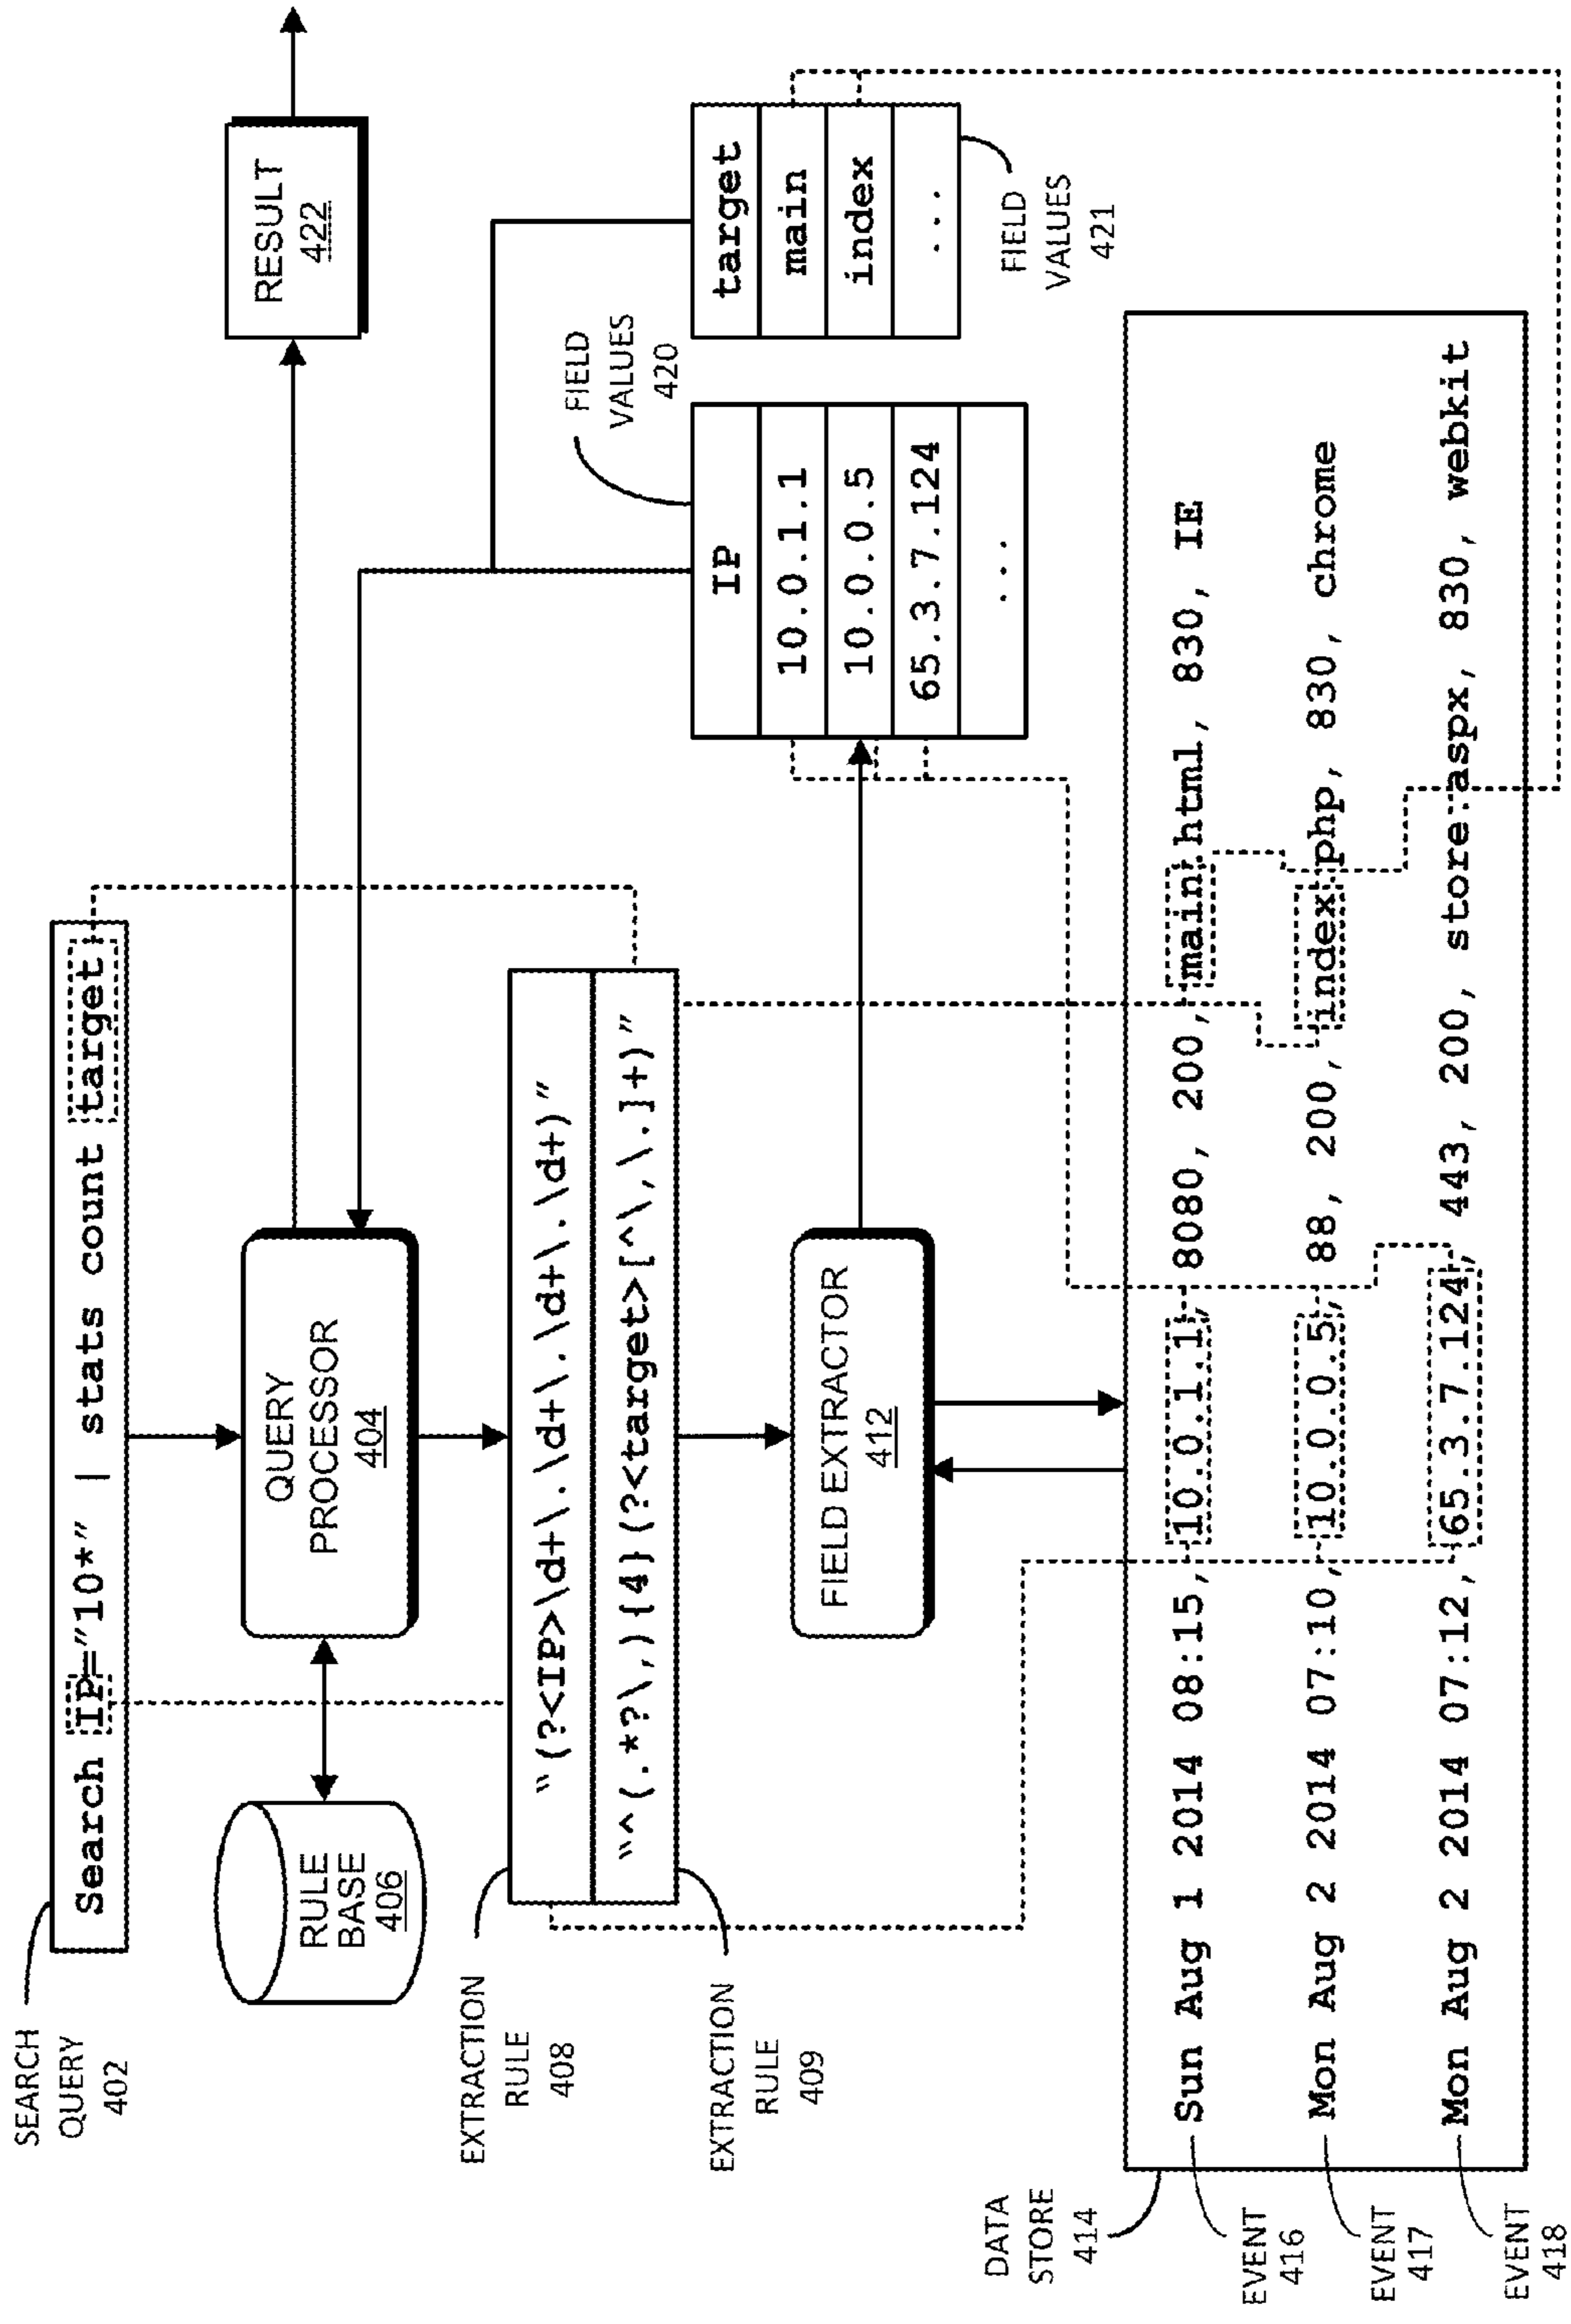 SEARCH
QUERY
402
Search IP="10*" | stats count target
RULE
BASE
406
QUERY
PROCESSOR
404
RESULT
422
EXTRACTION
RULE
408
"(?<IP>\d+\.\d+\.\d+\.\d+)"
EXTRACTION
RULE
409
"^(.*?\,){4}(?<target>[^\,\.]+)"
FIELD
VALUES
420
FIELD EXTRACTOR
412
IP
10.0.1.1
10.0.0.5
65.3.7.124
...
target
main
index
...
FIELD
VALUES
421
DATA
STORE
414
EVENT
416
Sun Aug 1 2014 08:15, 10.0.1.1, 8080, 200, main.html, 830, IE
EVENT
417
Mon Aug 2 2014 07:10, 10.0.0.5, 88, 200, index.php, 830, chrome
EVENT
418
Mon Aug 2 2014 07:12, 65.3.7.124, 443, 200, store.aspx, 830, webkit